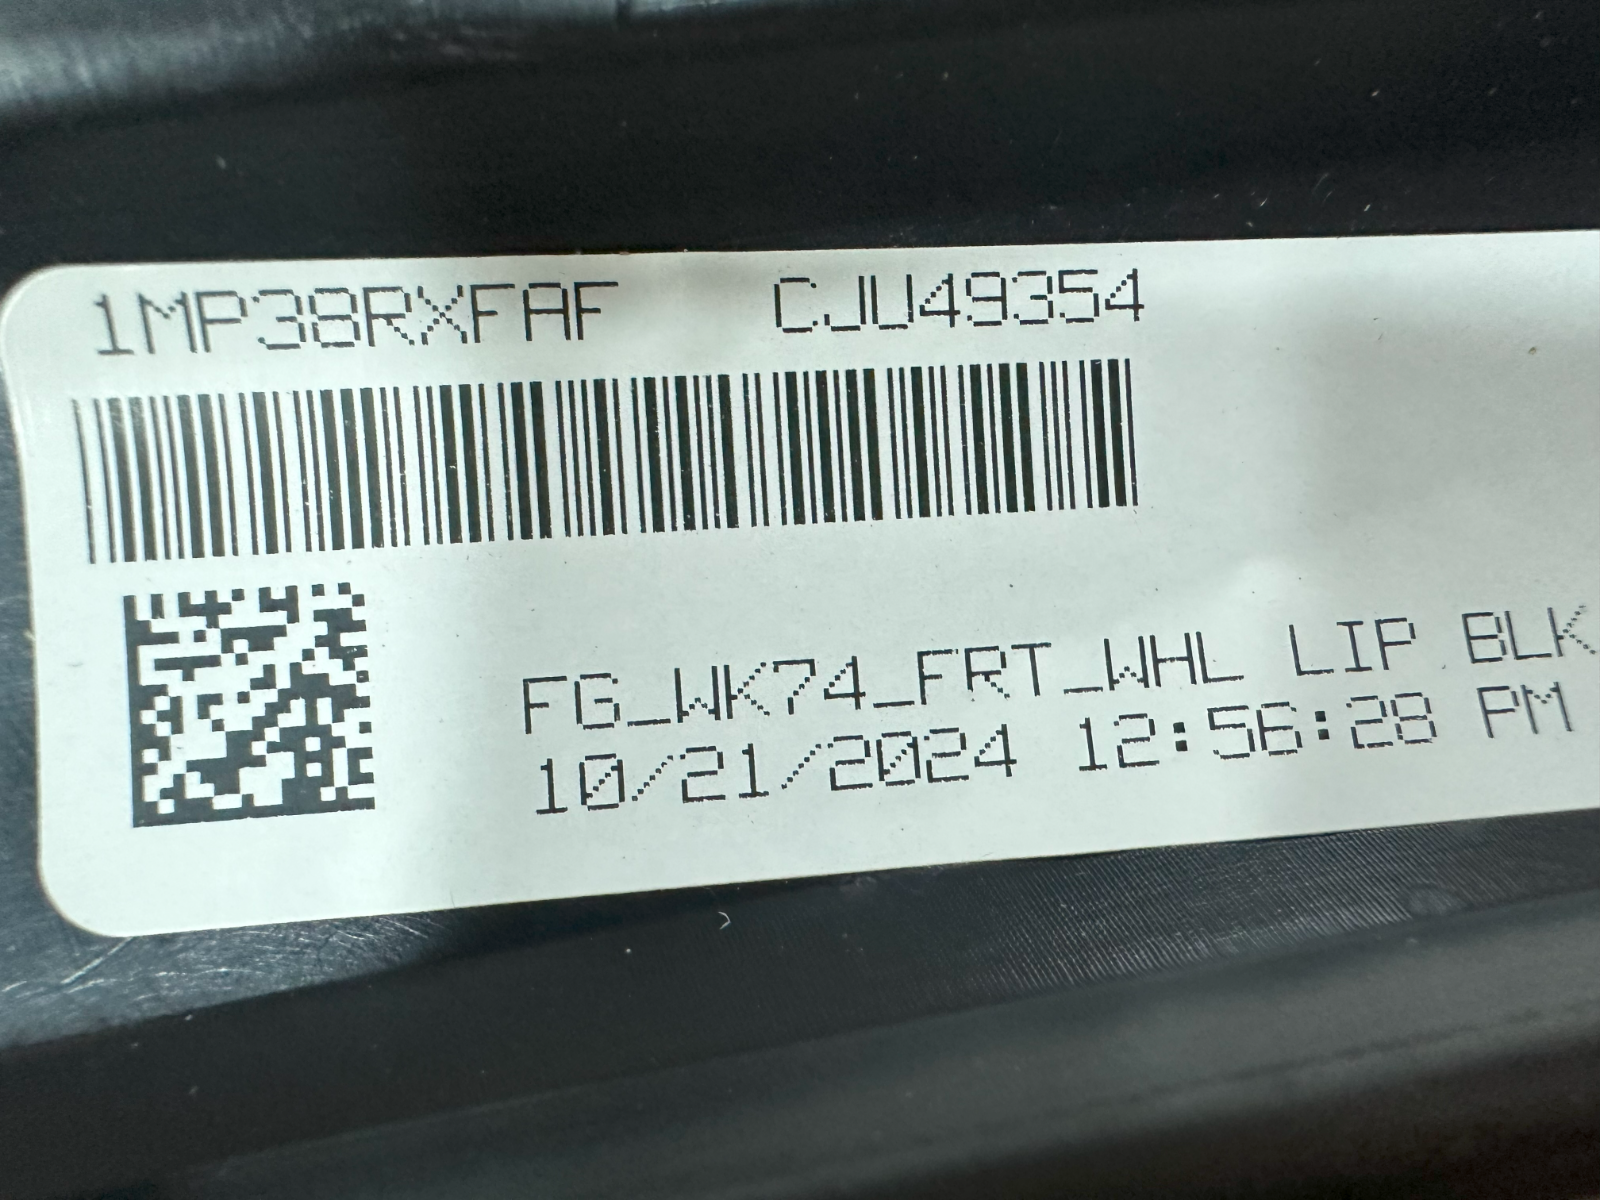 1MP38RXFAF CJU49354
FG_WK74_FRT_WHL LIP BLK
10/21/2024 12:56:28 PM